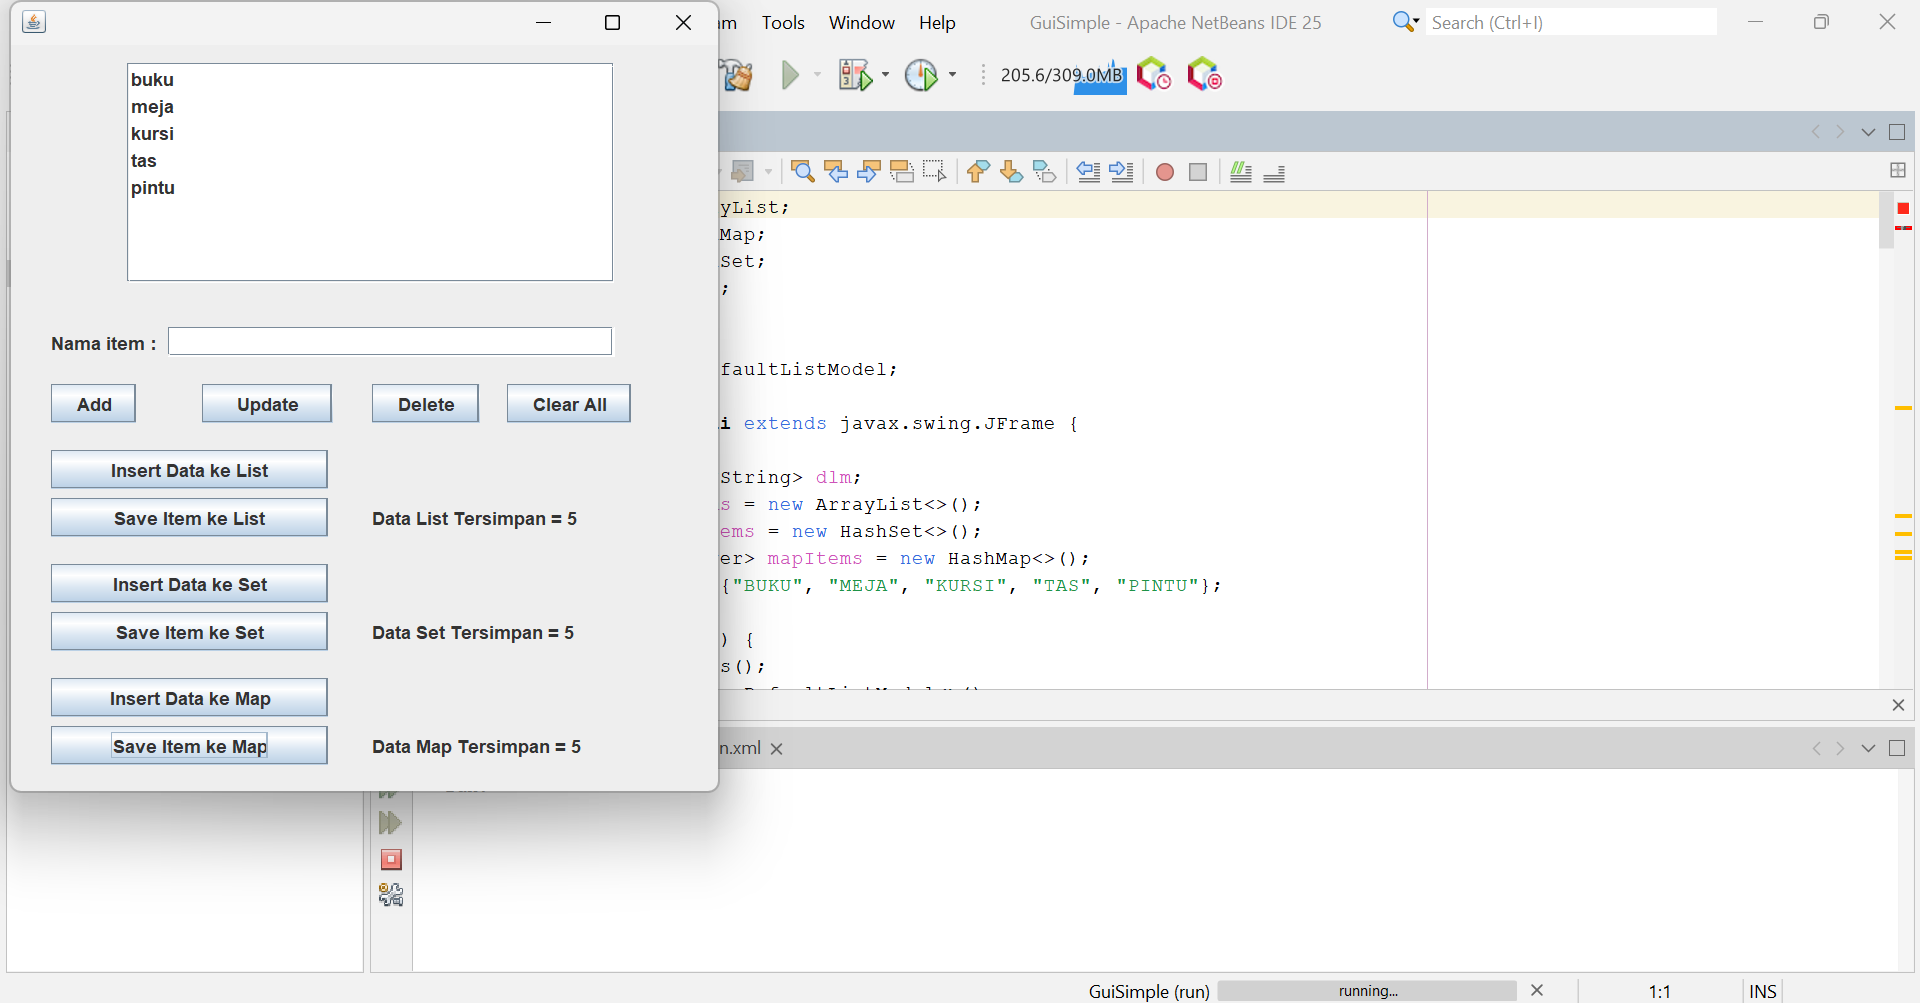 am Tools Window Help GuiSimple - Apache NetBeans IDE 25 Search (Ctrl+I)
205.6/309.0MB
buku
meja
kursi
tas
pintu
Nama item :
Add Update Delete Clear All
Insert Data ke List
Save Item ke List Data List Tersimpan = 5
Insert Data ke Set
Save Item ke Set Data Set Tersimpan = 5
Insert Data ke Map
Save Item ke Map Data Map Tersimpan = 5
yList;
Map;
Set;
;
faultListModel;
i extends javax.swing.JFrame {
String> dlm;
s = new ArrayList<>();
ems = new HashSet<>();
er> mapItems = new HashMap<>();
{"BUKU", "MEJA", "KURSI", "TAS", "PINTU"};
) {
s();
n.xml
GuiSimple (run) running... 1:1 INS